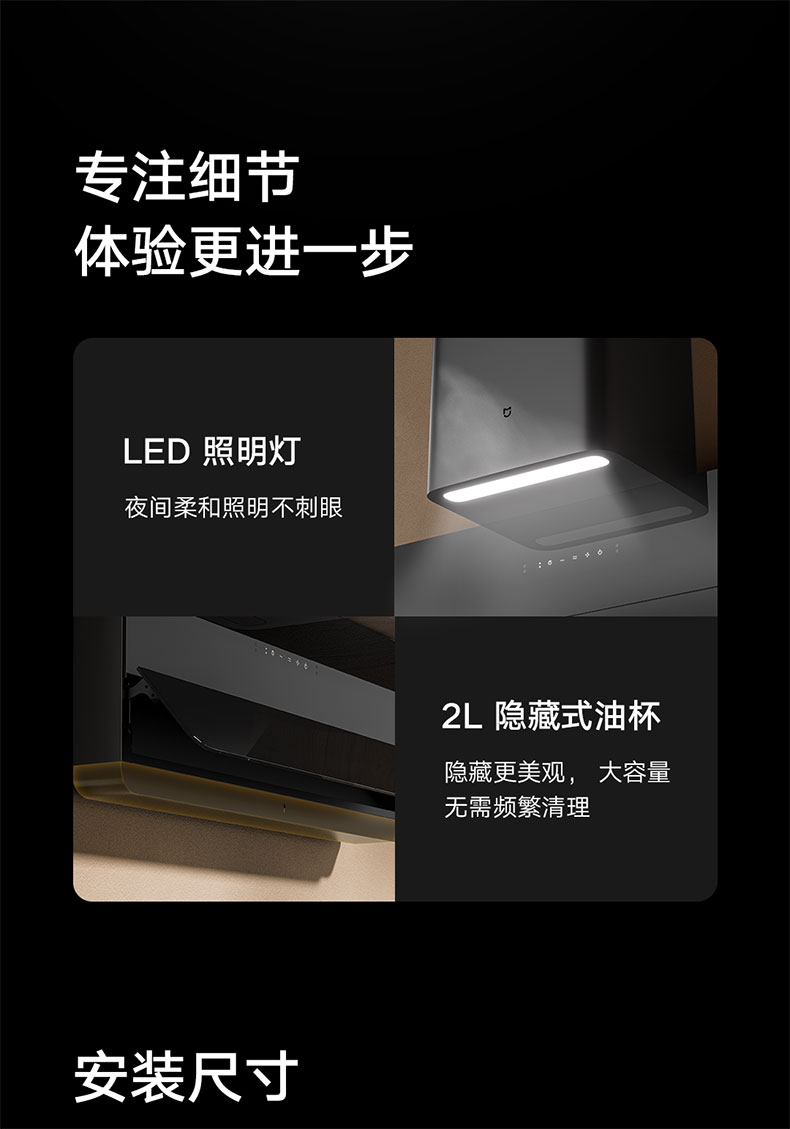 专注细节
体验更进一步
LED 照明灯
夜间柔和照明不刺眼
2L 隐藏式油杯
隐藏更美观， 大容量
无需频繁清理
安装尺寸